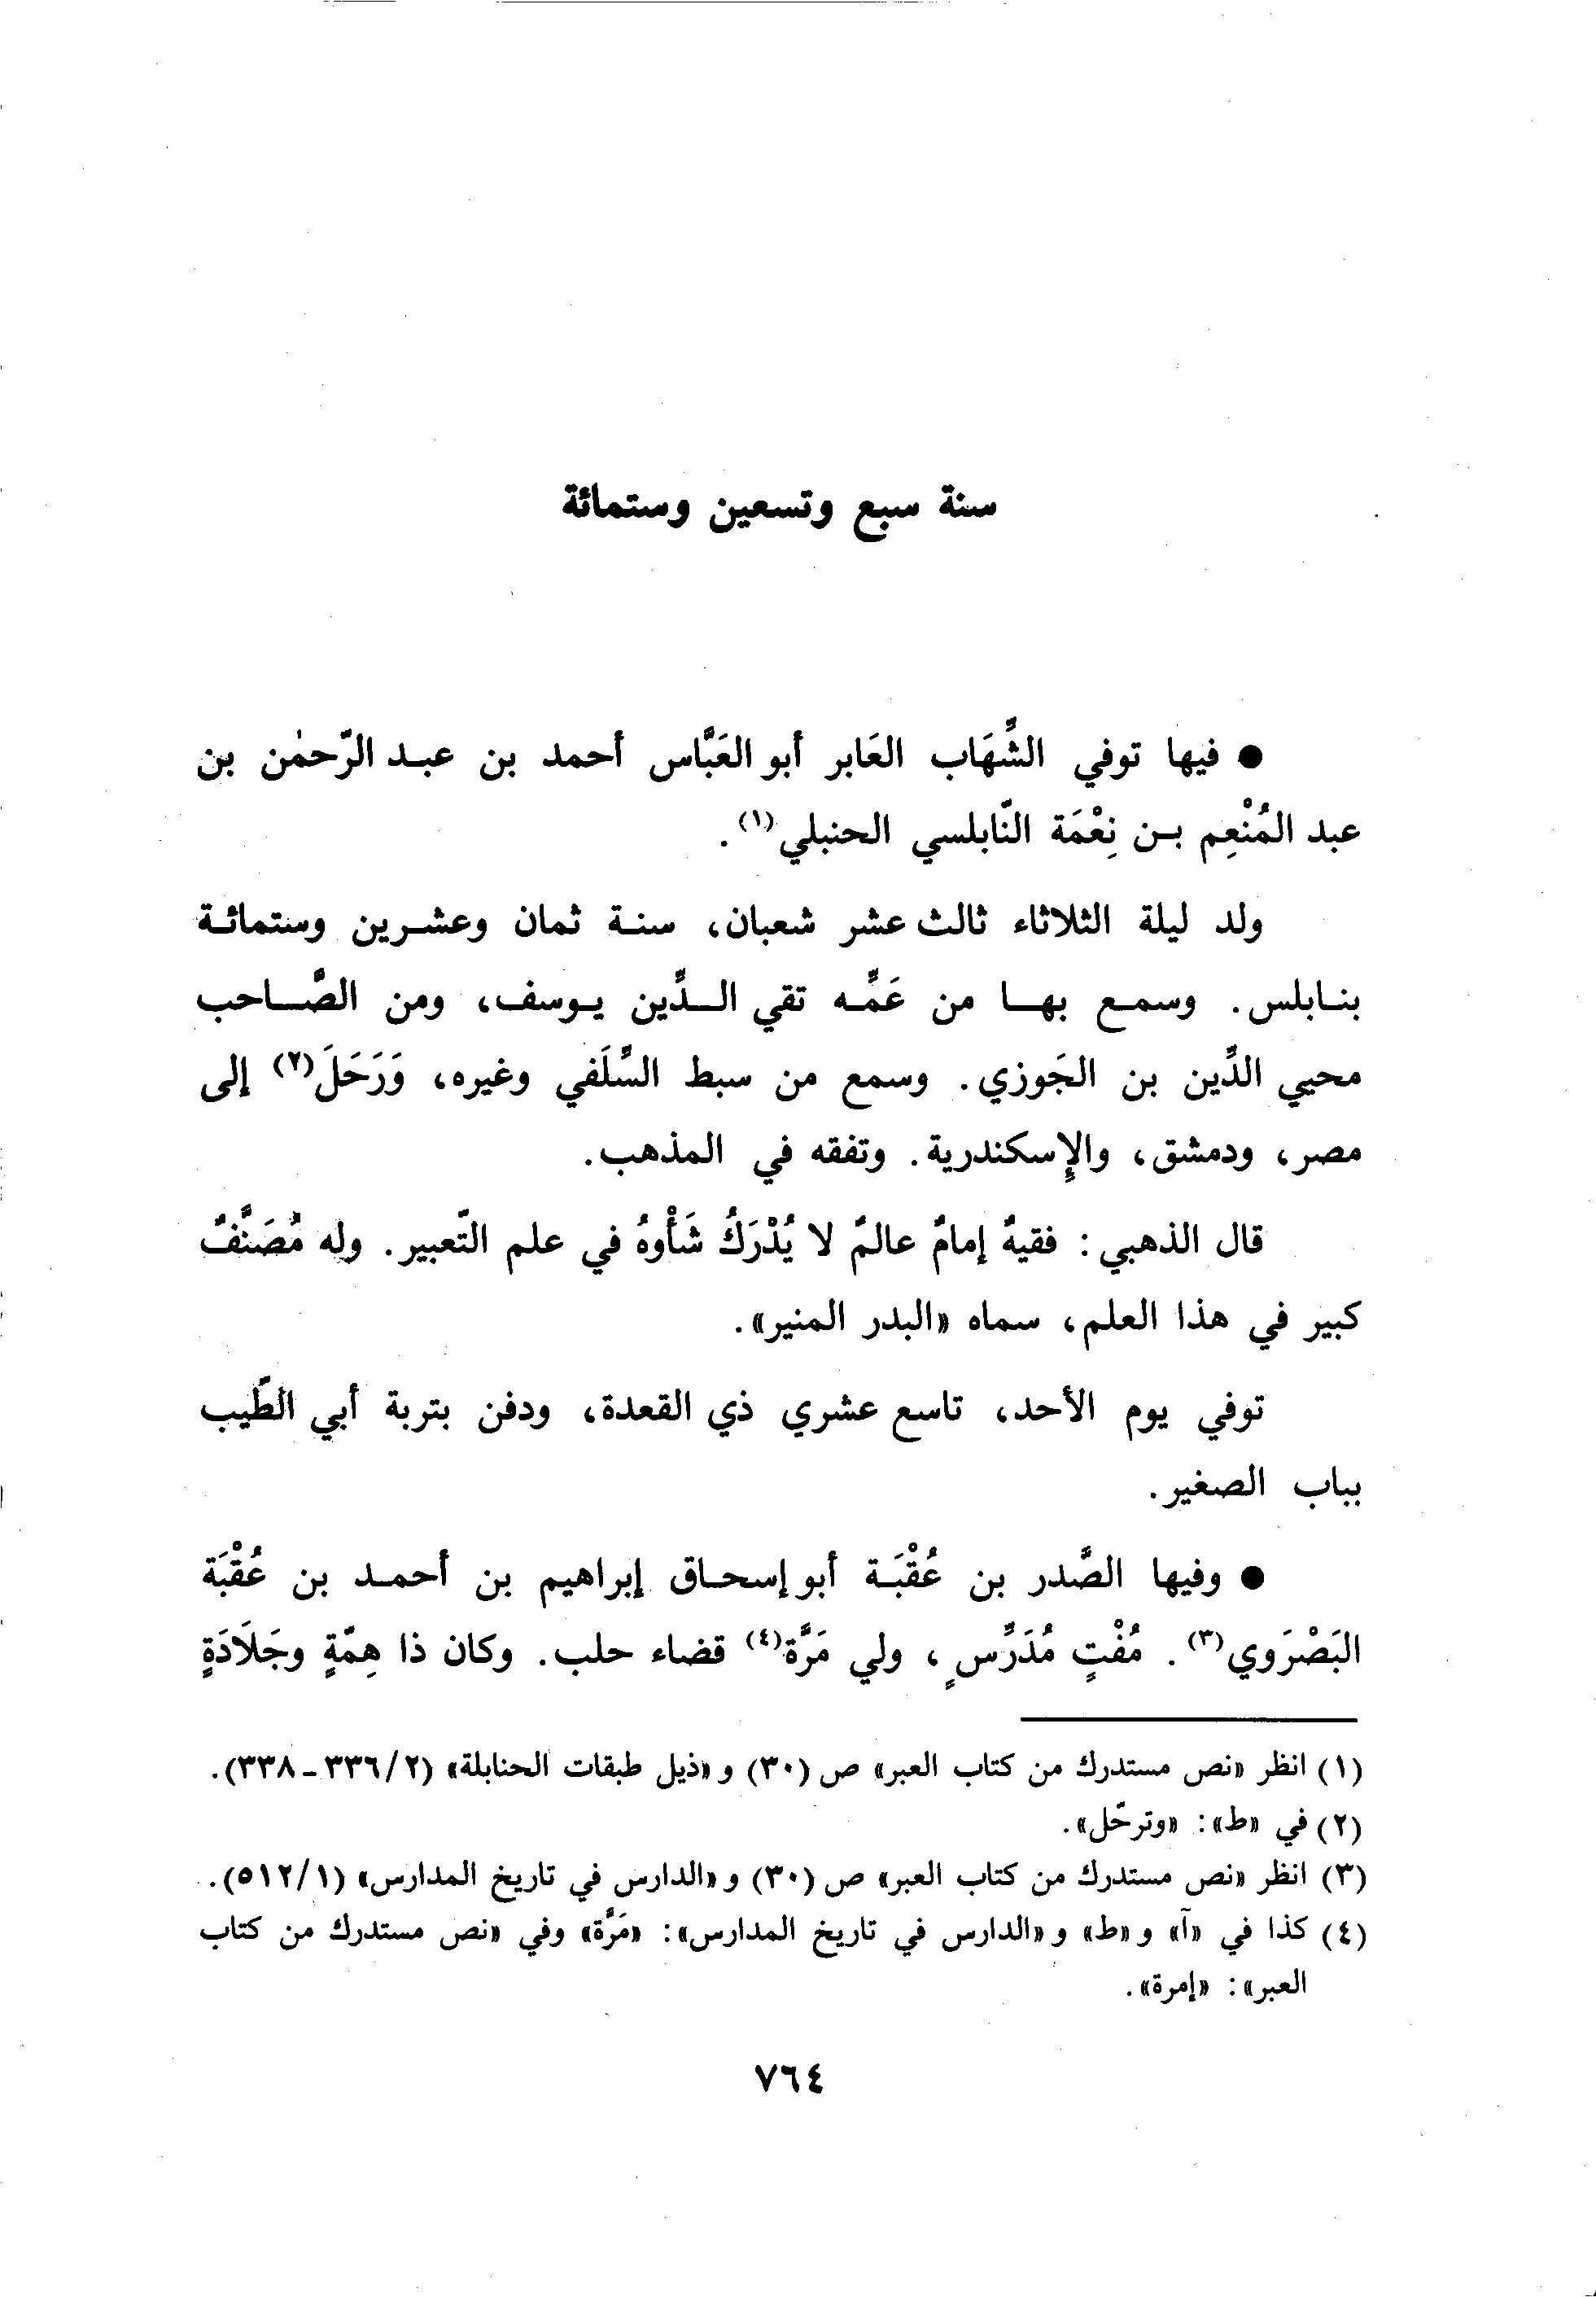 سنة سبع وتسعين وستمائة
● فيها توفي الشِّهَاب العَابر أبو العَبَّاس أحمد بن عبد الرّحمٰن بن
عبد المُنْعِم بن نِعْمَة النّابلسي الحنبلي(١).
ولد ليلة الثلاثاء ثالث عشر شعبان، سنة ثمان وعشرين وستمائة
بنابلس. وسمع بها من عَمِّه تقي الدِّين يوسف، ومن الصَّاحب
محيي الدِّين بن الجَوزي. وسمع من سبط السِّلَفي وغيره، وَرَحَلَ(٢) إلى
مصر، ودمشق، والإِسكندرية. وتفقه في المذهب.
قال الذهبي: فقيهٌ إمامٌ عالمٌ لا يُدْرَكُ شَأْوهُ في علم التّعبير. وله مُصَنَّفٌ
كبير في هذا العلم، سماه «البدر المنير».
توفي يوم الأحد، تاسع عشري ذي القعدة، ودفن بتربة أبي الطّيب
بباب الصغير.
● وفيها الصَّدر بن عُقْبَة أبو إسحاق إبراهيم بن أحمد بن عُقْبَة
البَصْرَوي(٣). مُفْتٍ مُدَرِّسٍ، ولي مَرَّة(٤) قضاء حلب. وكان ذا هِمّةٍ وجَلاَدَةٍ
(١) انظر «نص مستدرك من كتاب العبر» ص (٣٠) و «ذيل طبقات الحنابلة» (٢/ ٣٣٦ - ٣٣٨).
(٢) في «ط»: «وترحّل».
(٣) انظر «نص مستدرك من كتاب العبر» ص (٣٠) و «الدارس في تاريخ المدارس» (١/ ٥١٢).
(٤) كذا في «آ» و «ط» و «الدارس في تاريخ المدارس»: «مَرَّة» وفي «نص مستدرك من كتاب
العبر»: «إمرة».
٧٦٤